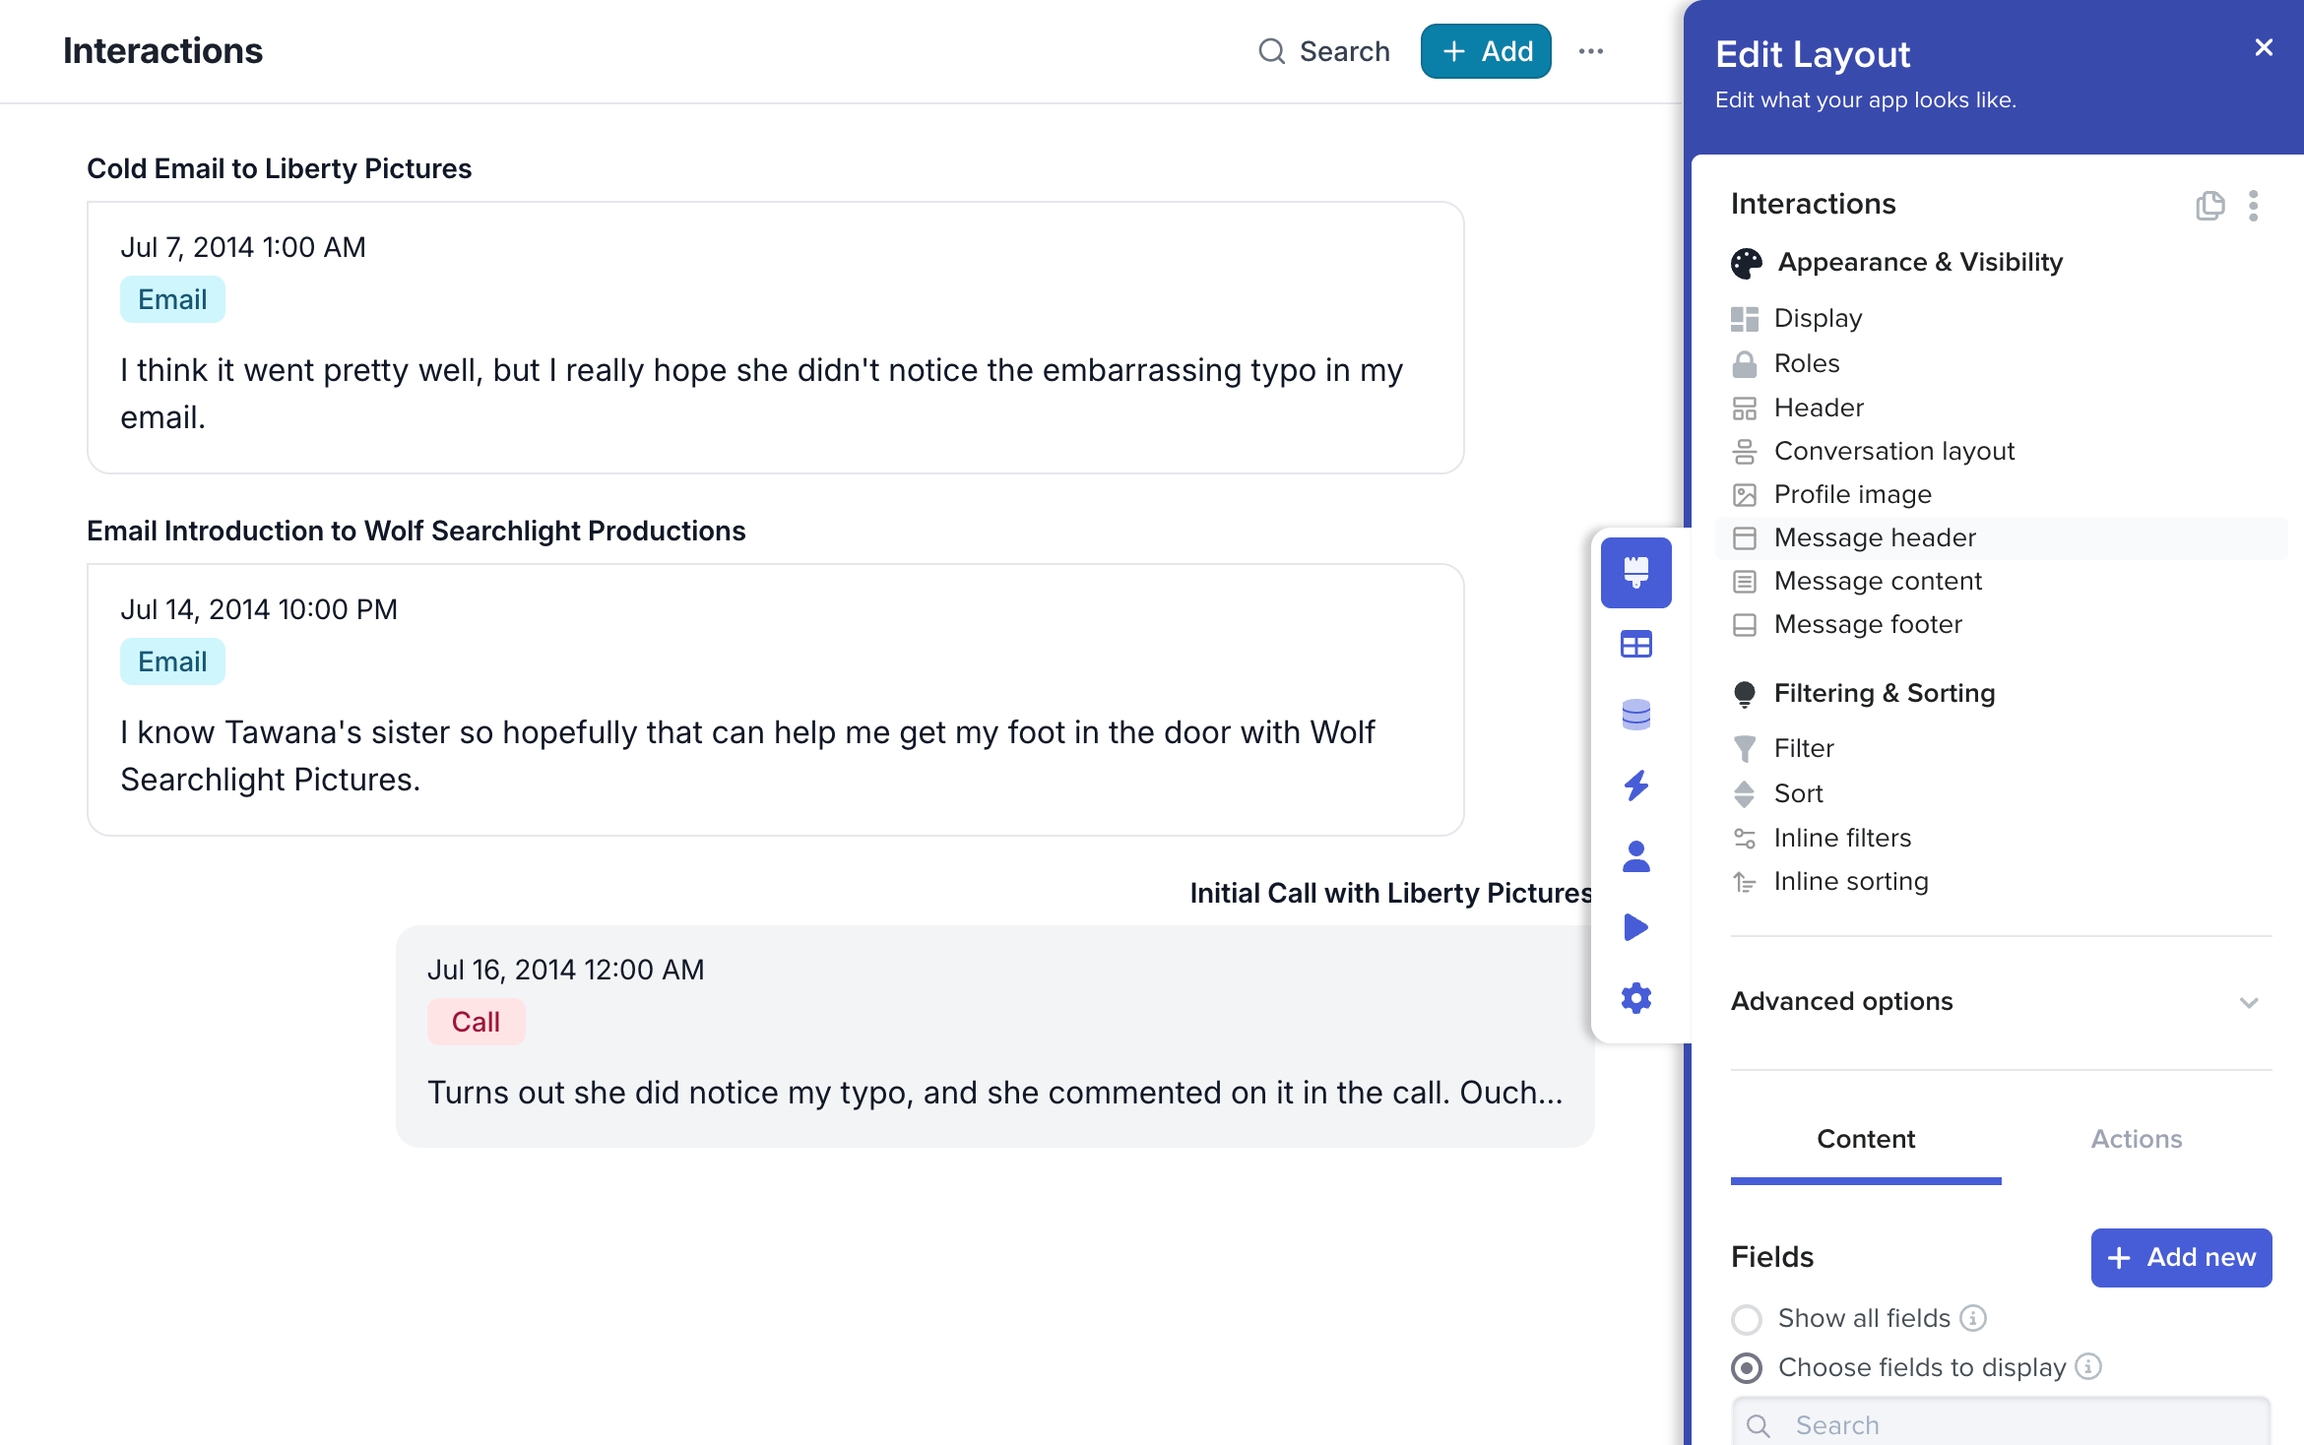 Interactions
Search
+ Add
Cold Email to Liberty Pictures
Jul 7, 2014 1:00 AM
Email
I think it went pretty well, but I really hope she didn't notice the embarrassing typo in my
email.
Email Introduction to Wolf Searchlight Productions
Jul 14, 2014 10:00 PM
Email
I know Tawana's sister so hopefully that can help me get my foot in the door with Wolf
Searchlight Pictures.
Initial Call with Liberty Pictures
Jul 16, 2014 12:00 AM
Call
Turns out she did notice my typo, and she commented on it in the call. Ouch...
Edit Layout
Edit what your app looks like.
Interactions
Appearance & Visibility
Display
Roles
Header
Conversation layout
Profile image
Message header
Message content
Message footer
Filtering & Sorting
Filter
Sort
Inline filters
Inline sorting
Advanced options
Content
Actions
Fields
+ Add new
Show all fields
Choose fields to display
Search